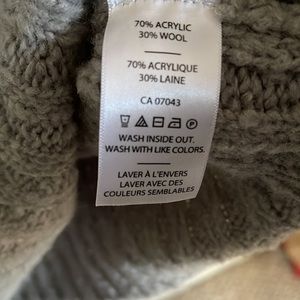 70% ACRYLIC
30% WOOL
70% ACRYLIQUE
30% LAINE
CA 07043
WASH INSIDE OUT.
WASH WITH LIKE COLORS.
LAVER À L'ENVERS
LAVER AVEC DES
COULEURS SEMBLABLES